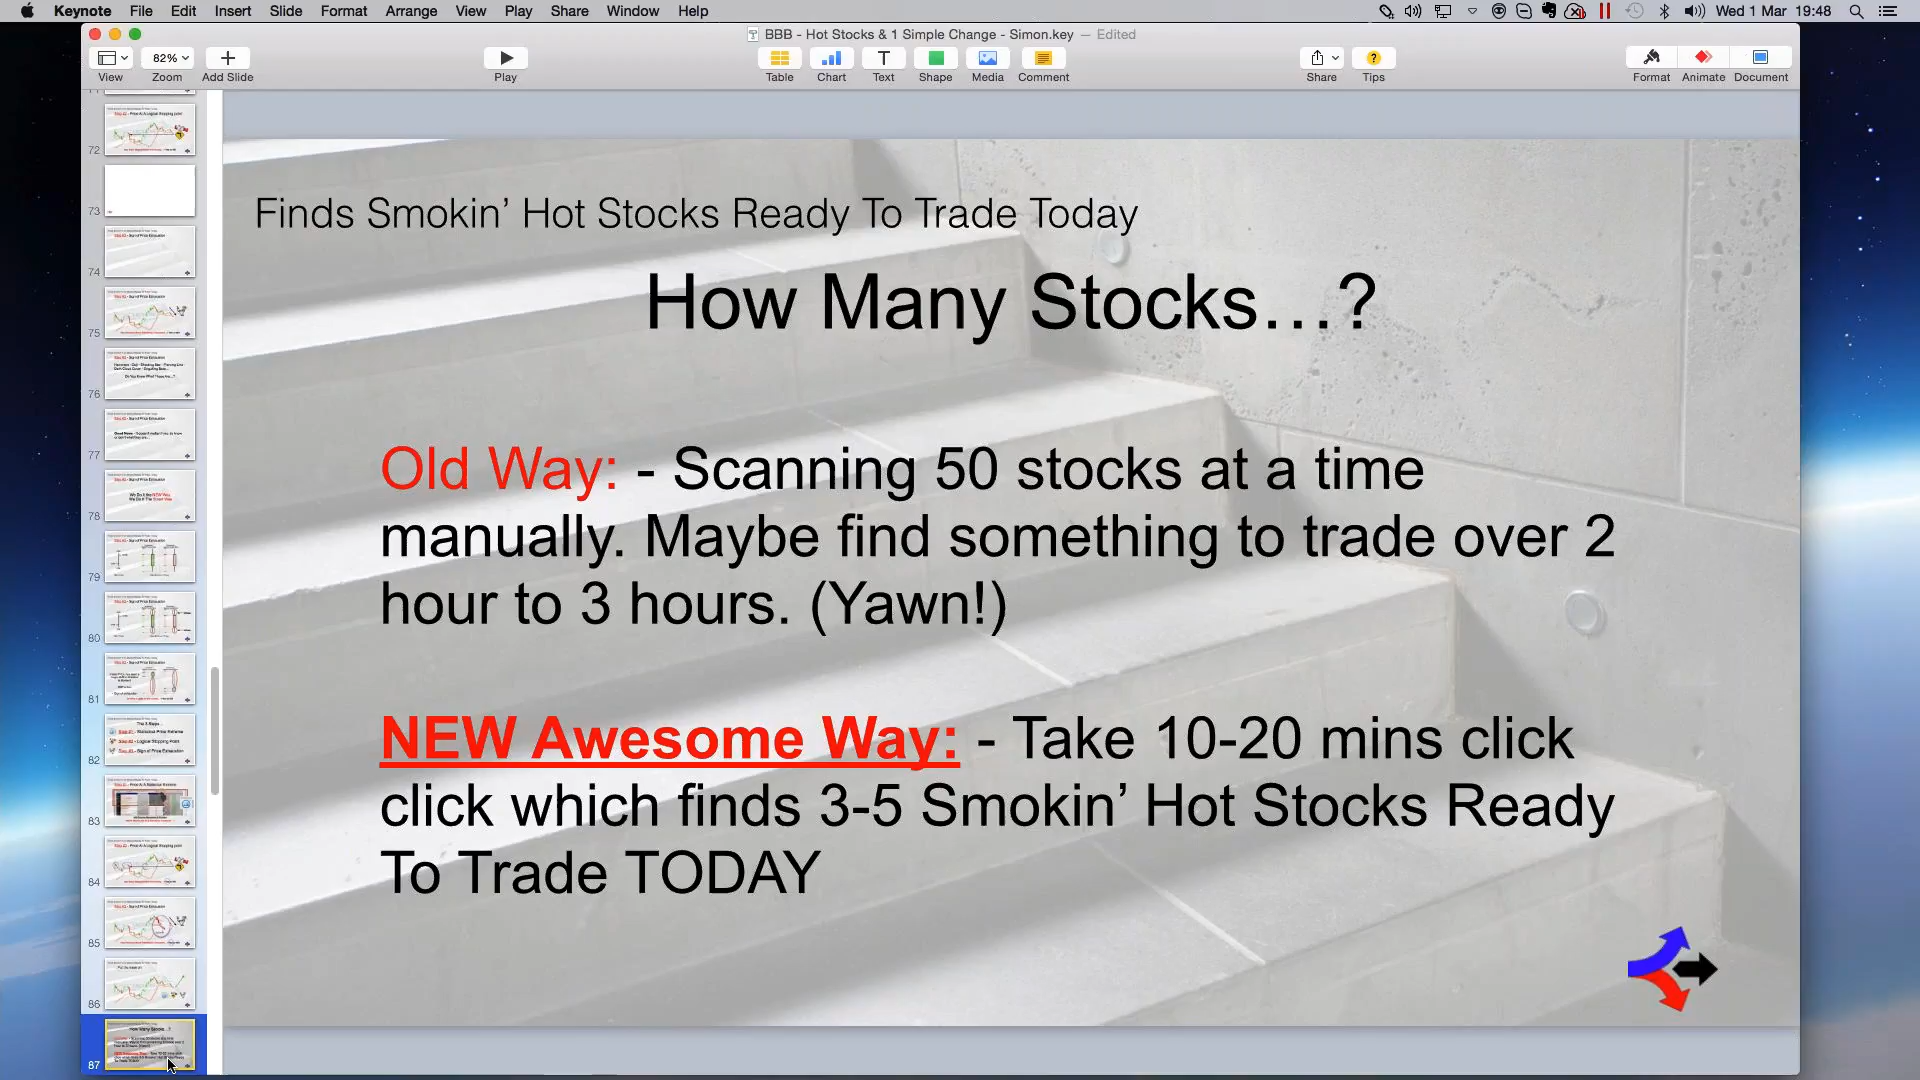 Keynote File Edit Insert Slide Format Arrange View Play Share Window Help Wed 1 Mar 19:48
BBB - Hot Stocks & 1 Simple Change - Simon.key — Edited
82%
View Zoom Add Slide Play Table Chart Text Shape Media Comment Share Tips Format Animate Document
72
73
74
75
76
77
78
79
80
81
82
83
84
85
86
87
Finds Smokin’ Hot Stocks Ready To Trade Today
How Many Stocks…?
Old Way: - Scanning 50 stocks at a time
manually. Maybe find something to trade over 2
hour to 3 hours. (Yawn!)
NEW Awesome Way: - Take 10-20 mins click
click which finds 3-5 Smokin’ Hot Stocks Ready
To Trade TODAY